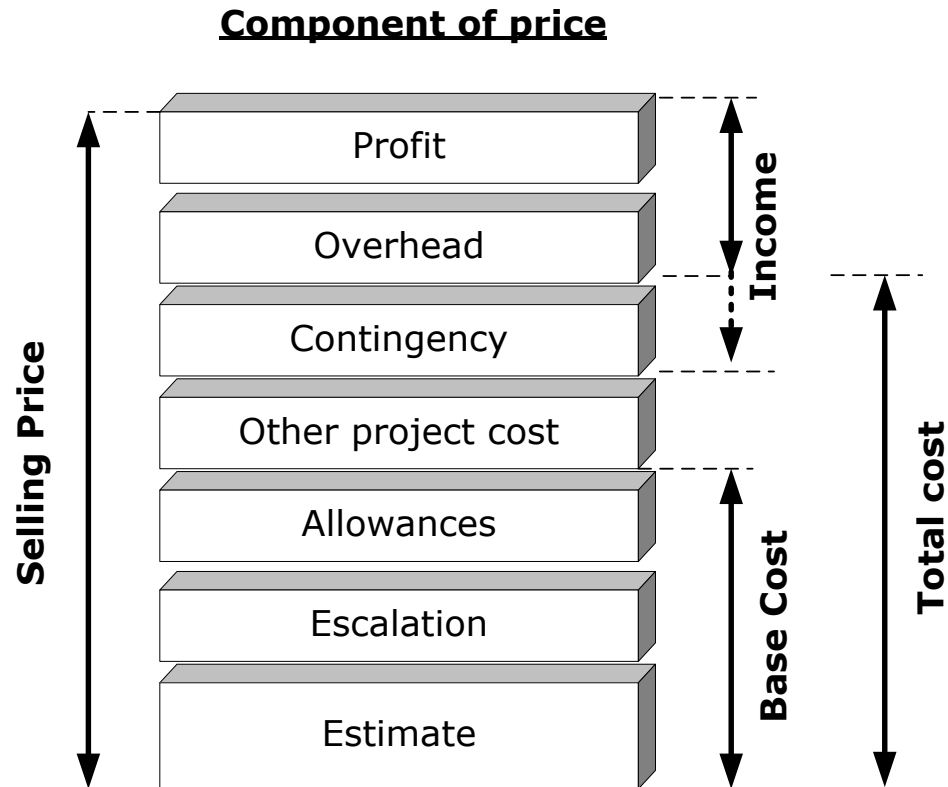 Component of price
Profit
Overhead
Contingency
Other project cost
Allowances
Escalation
Estimate
Selling Price
Income
Base Cost
Total cost